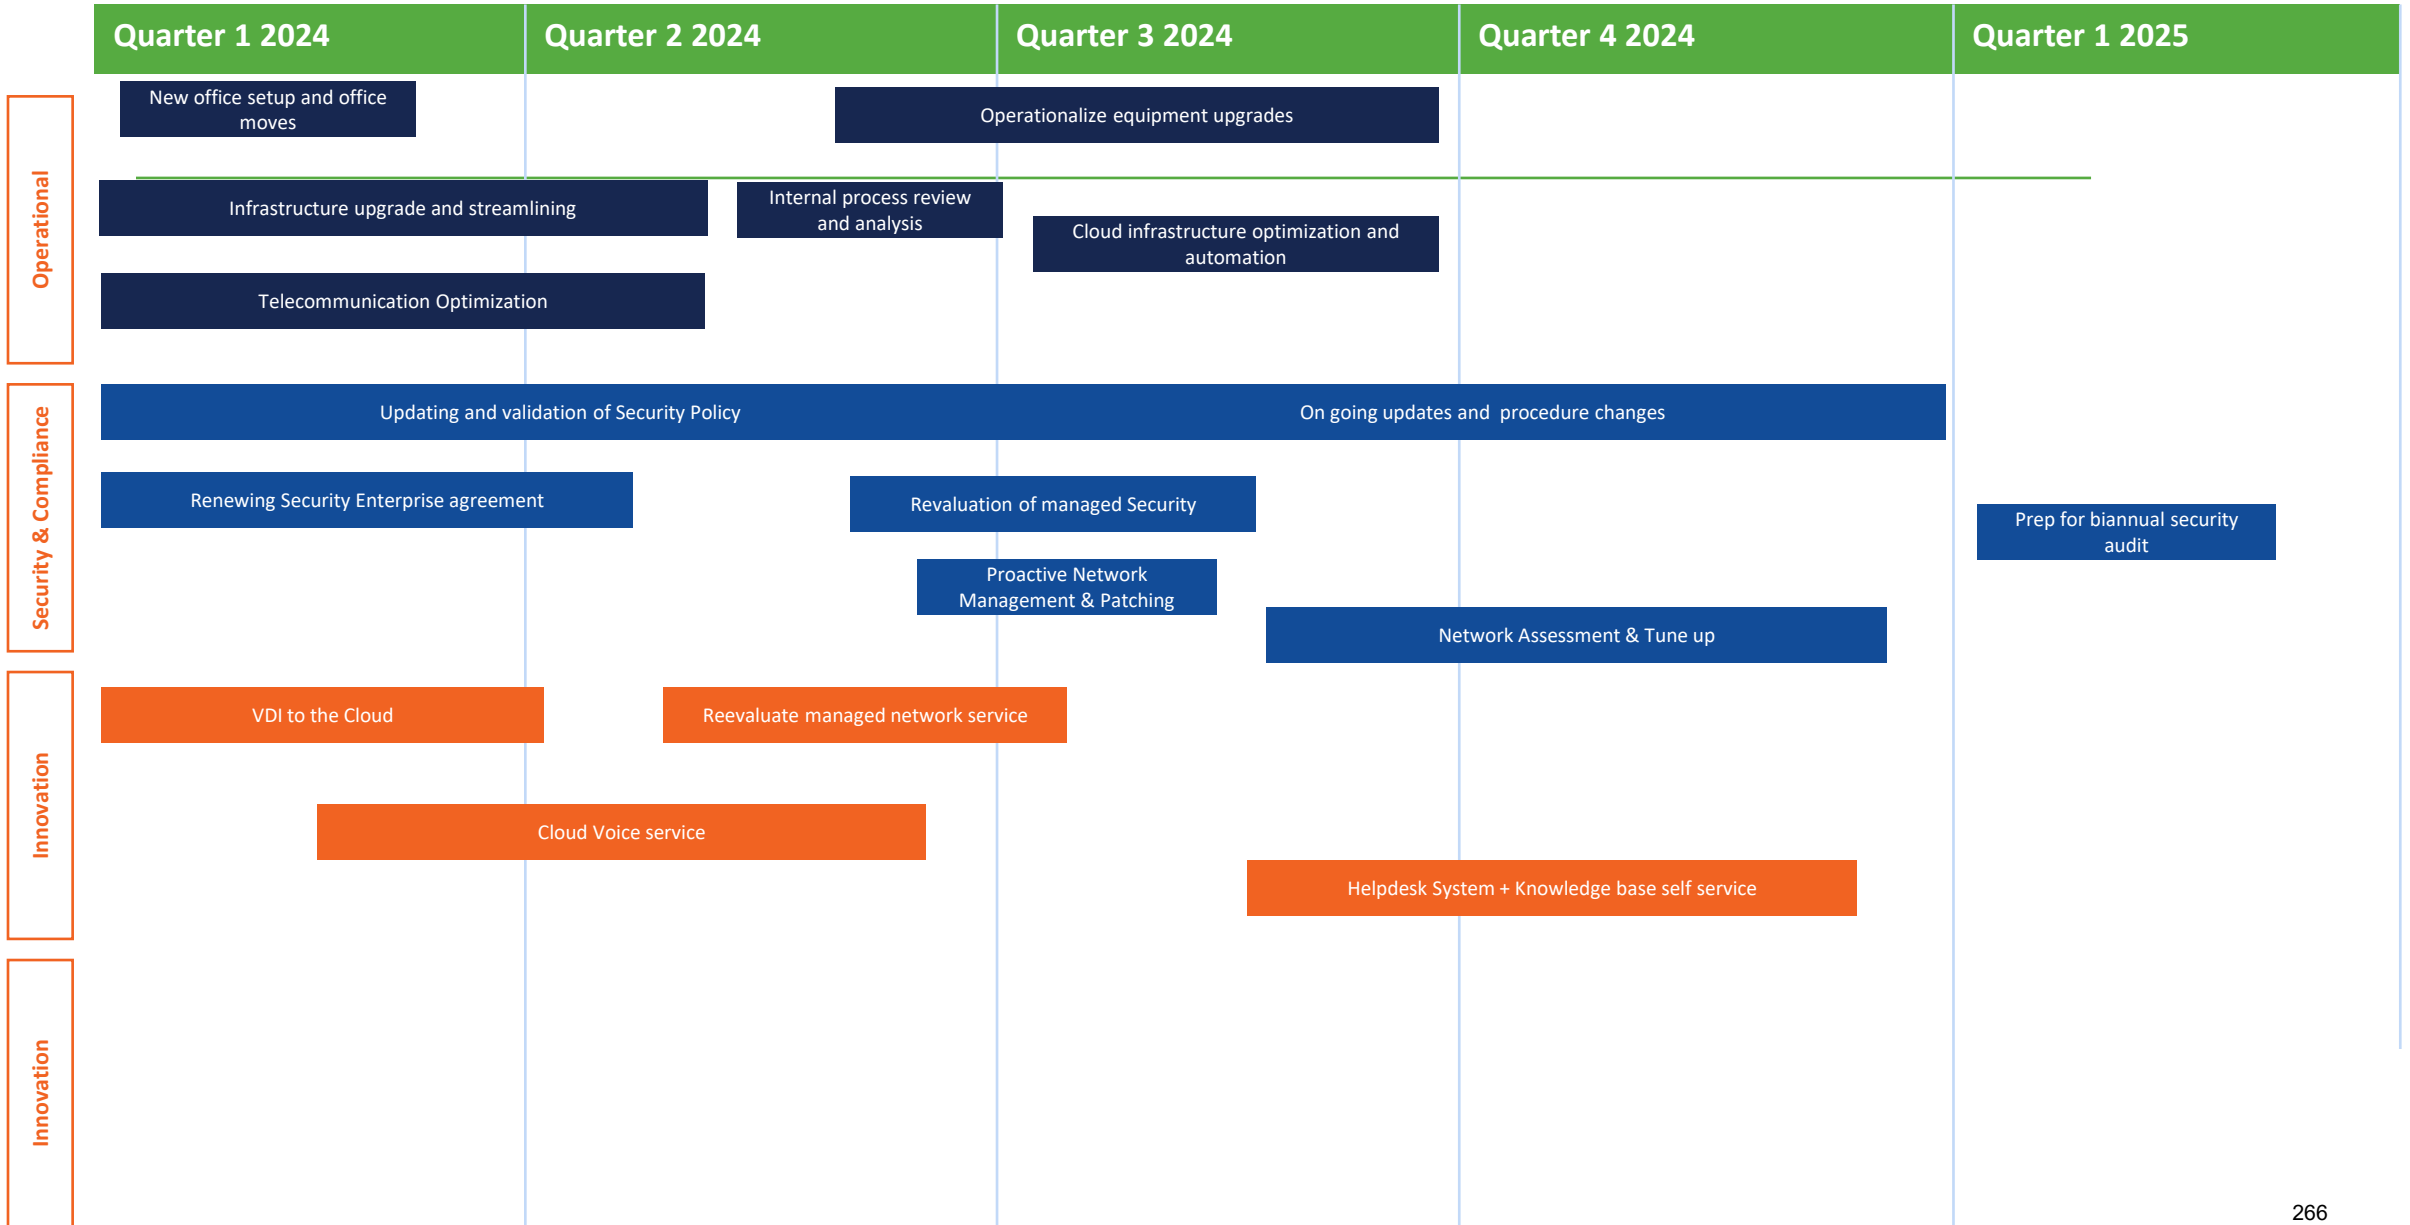 Quarter 1 2024
Quarter 2 2024
Quarter 3 2024
Quarter 4 2024
Quarter 1 2025
Operational
New office setup and office
moves
Operationalize equipment upgrades
Infrastructure upgrade and streamlining
Internal process review
and analysis
Cloud infrastructure optimization and
automation
Telecommunication Optimization
Security & Compliance
Updating and validation of Security Policy
On going updates and  procedure changes
Renewing Security Enterprise agreement
Revaluation of managed Security
Prep for biannual security
audit
Proactive Network
Management & Patching
Network Assessment & Tune up
Innovation
VDI to the Cloud
Reevaluate managed network service
Cloud Voice service
Helpdesk System + Knowledge base self service
Innovation
266